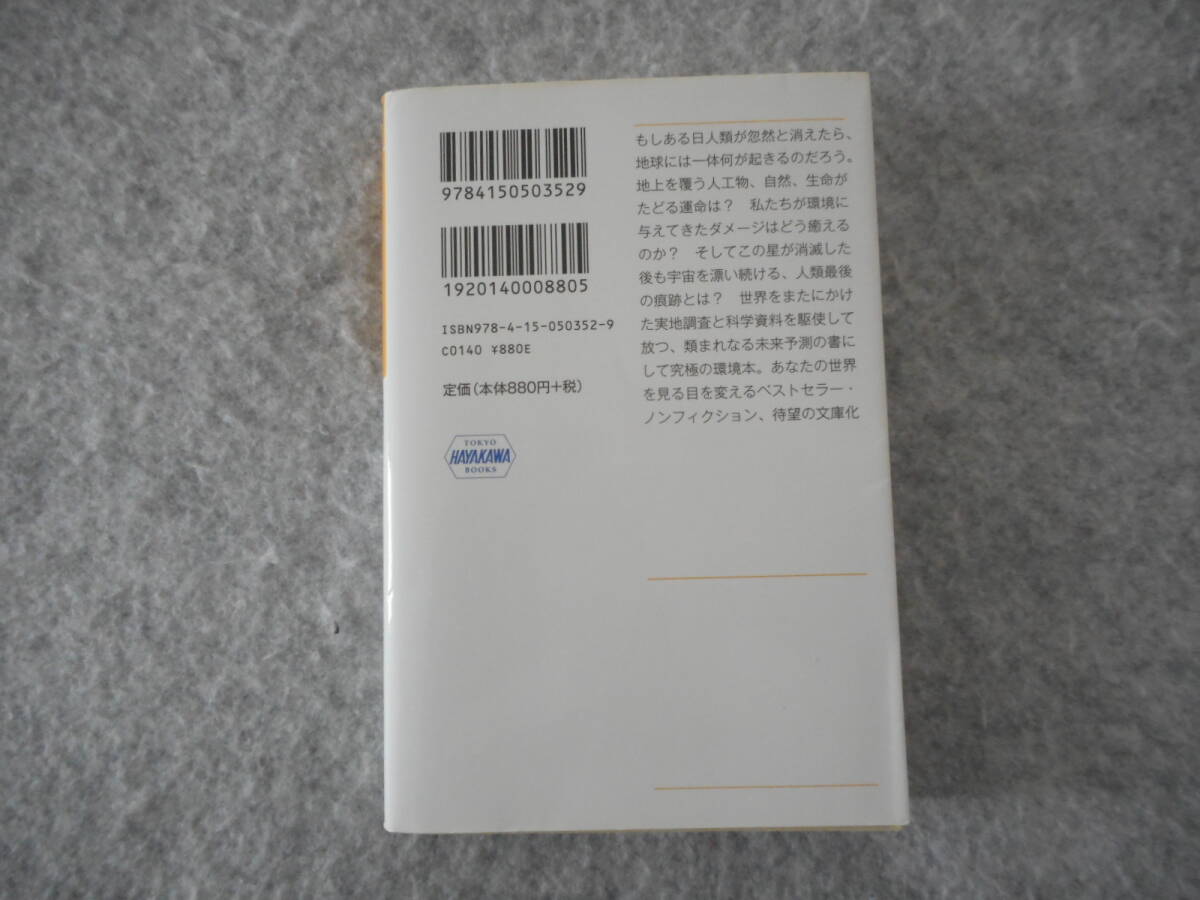 9784150503529
1920140008805
ISBN978-4-15-050352-9
C0140 ¥880E
定価（本体880円+税）
TOKYO
HAYAKAWA
BOOKS
もしある日人類が忽然と消えたら、
地球には一体何が起きるのだろう。
地上を覆う人工物、自然、生命が
たどる運命は？　私たちが環境に
与えてきたダメージはどう癒える
のか？　そしてこの星が消滅した
後も宇宙を漂い続ける、人類最後
の痕跡とは？　世界をまたにかけ
た実地調査と科学資料を駆使して
放つ、類まれなる未来予測の書に
して究極の環境本。あなたの世界
を見る目を変えるベストセラー・
ノンフィクション、待望の文庫化